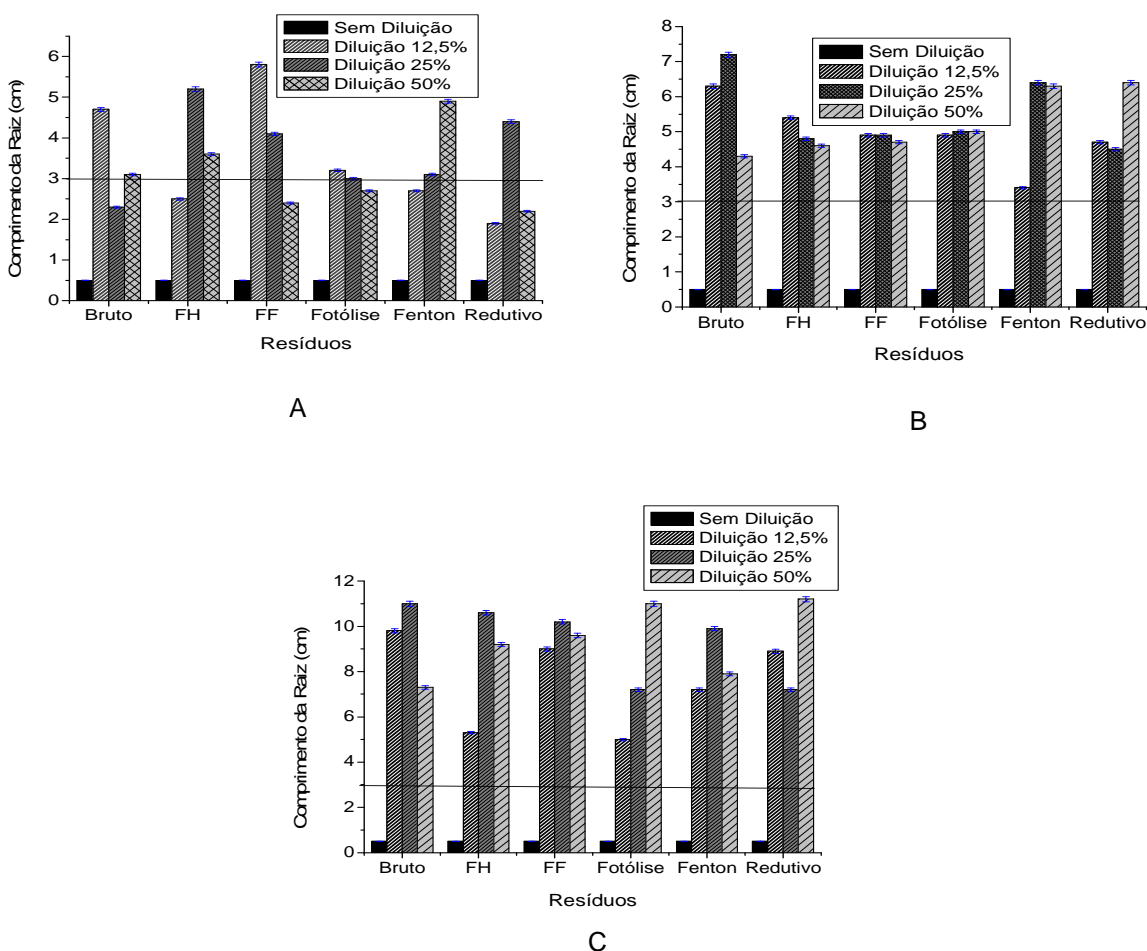 Sem Diluição
Diluição 12,5%
Diluição 25%
Diluição 50%
Comprimento da Raiz (cm)
6
5
4
3
2
1
0
Bruto FH FF Fotólise Fenton Redutivo
Resíduos
A
Sem Diluição
Diluição 12,5%
Diluição 25%
Diluição 50%
Comprimento da Raiz (cm)
8
7
6
5
4
3
2
1
0
Bruto FH FF Fotólise Fenton Redutivo
Resíduos
B
Sem Diluição
Diluição 12,5%
Diluição 25%
Diluição 50%
Comprimento da Raiz (cm)
12
10
8
6
4
2
0
Bruto FH FF Fotólise Fenton Redutivo
Resíduos
C